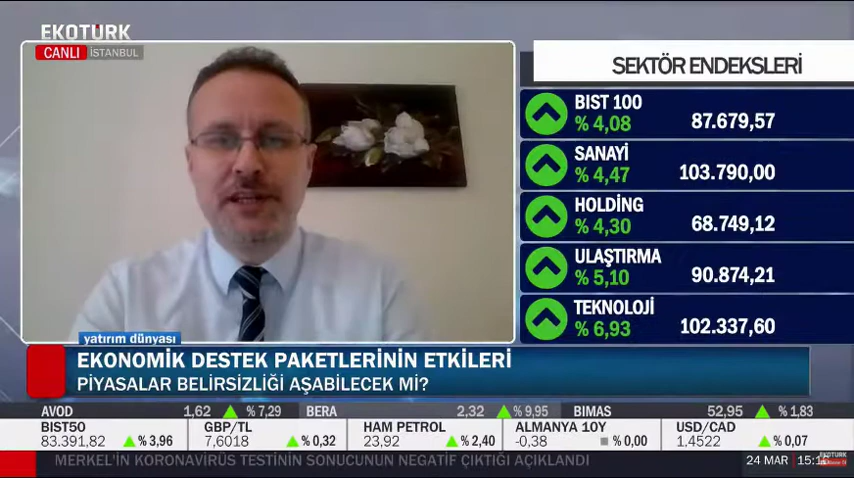 EKOTÜRK
CANLI İSTANBUL
SEKTÖR ENDEKSLERİ
BIST 100
% 4,08 87.679,57
SANAYİ
% 4,47 103.790,00
HOLDİNG
% 4,30 68.749,12
ULAŞTIRMA
% 5,10 90.874,21
TEKNOLOJİ
% 6,93 102.337,60
yatırım dünyası
EKONOMİK DESTEK PAKETLERİNİN ETKİLERİ
PİYASALAR BELİRSİZLİĞİ AŞABİLECEK Mİ?
AVOD 1,62 % 7,29 BERA 2,32 % 9,95 BIMAS 52,95 % 1,83
BIST50 GBP/TL HAM PETROL ALMANYA 10Y USD/CAD
83.391,82 % 3,96 7,6018 % 0,32 23,92 % 2,40 -0,38 % 0,00 1.4522 % 0,07
MERKEL'İN KORONAVİRÜS TESTİNİN SONUCUNUN NEGATİF ÇIKTIĞI AÇIKLANDI 24 MAR EKOTÜRK